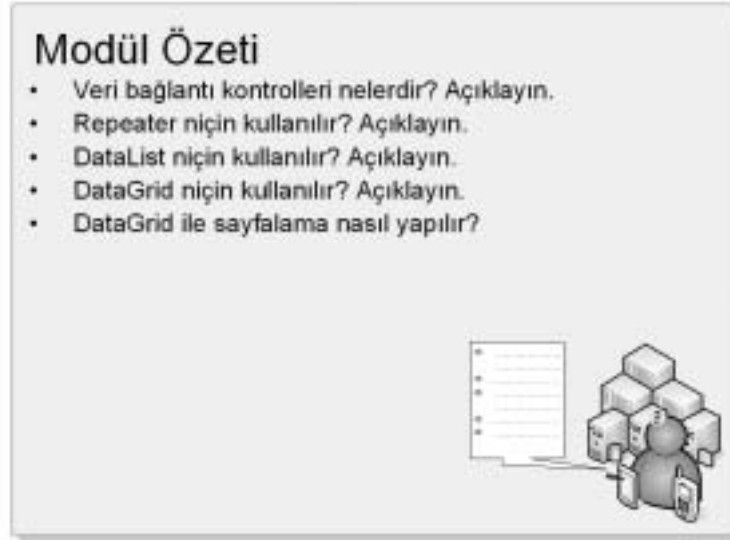 Modül Özeti
• Veri bağlantı kontrolleri nelerdir? Açıklayın.
• Repeater niçin kullanılır? Açıklayın.
• DataList niçin kullanılır? Açıklayın.
• DataGrid niçin kullanılır? Açıklayın.
• DataGrid ile sayfalama nasıl yapılır?